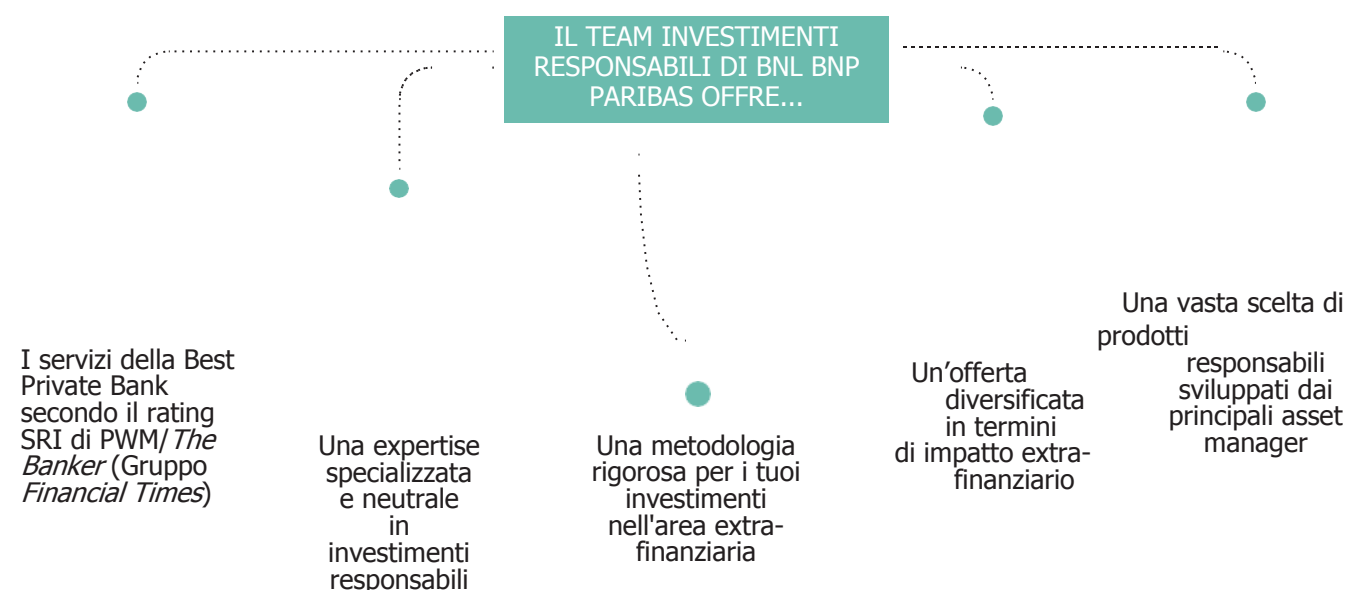 IL TEAM INVESTIMENTI
RESPONSABILI DI BNL BNP
PARIBAS OFFRE...
I servizi della Best
Private Bank
secondo il rating
SRI di PWM/The
Banker (Gruppo
Financial Times)
Una expertise
specializzata
e neutrale
in
investimenti
responsabili
Una metodologia
rigorosa per i tuoi
investimenti
nell'area extra-
finanziaria
Un’offerta
diversificata
in termini
di impatto extra-
finanziario
Una vasta scelta di
prodotti
responsabili
sviluppati dai
principali asset
manager